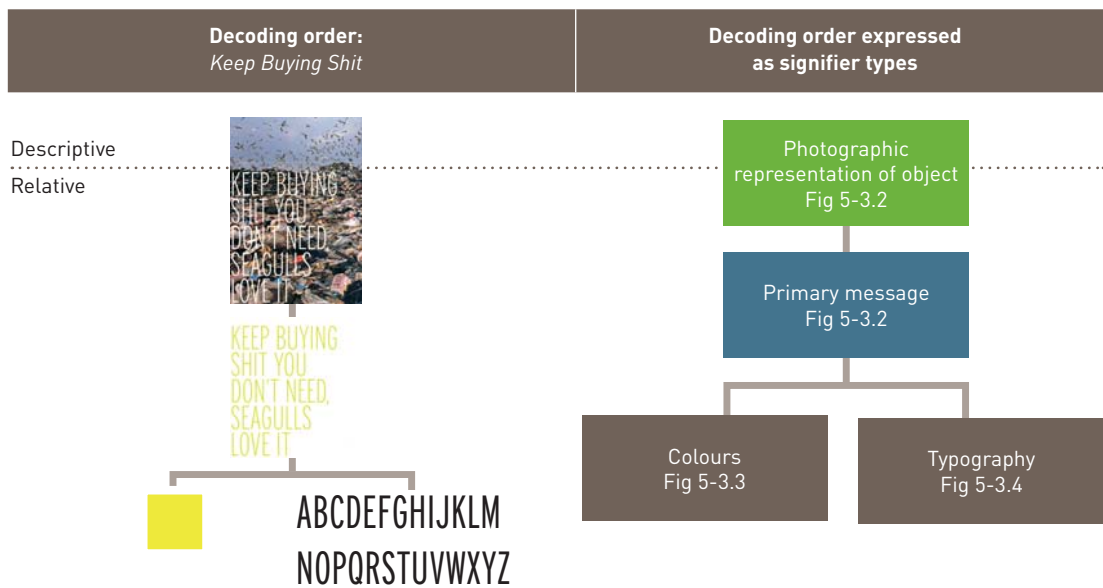 Decoding order:
Keep Buying Shit
Decoding order expressed
as signifier types
Descriptive
Relative
KEEP BUYING
SHIT YOU
DON'T NEED,
SEAGULLS
LOVE IT
KEEP BUYING
SHIT YOU
DON'T NEED,
SEAGULLS
LOVE IT
ABCDEFGHIJKLM
NOPQRSTUVWXYZ
Photographic
representation of object
Fig 5-3.2
Primary message
Fig 5-3.2
Colours
Fig 5-3.3
Typography
Fig 5-3.4